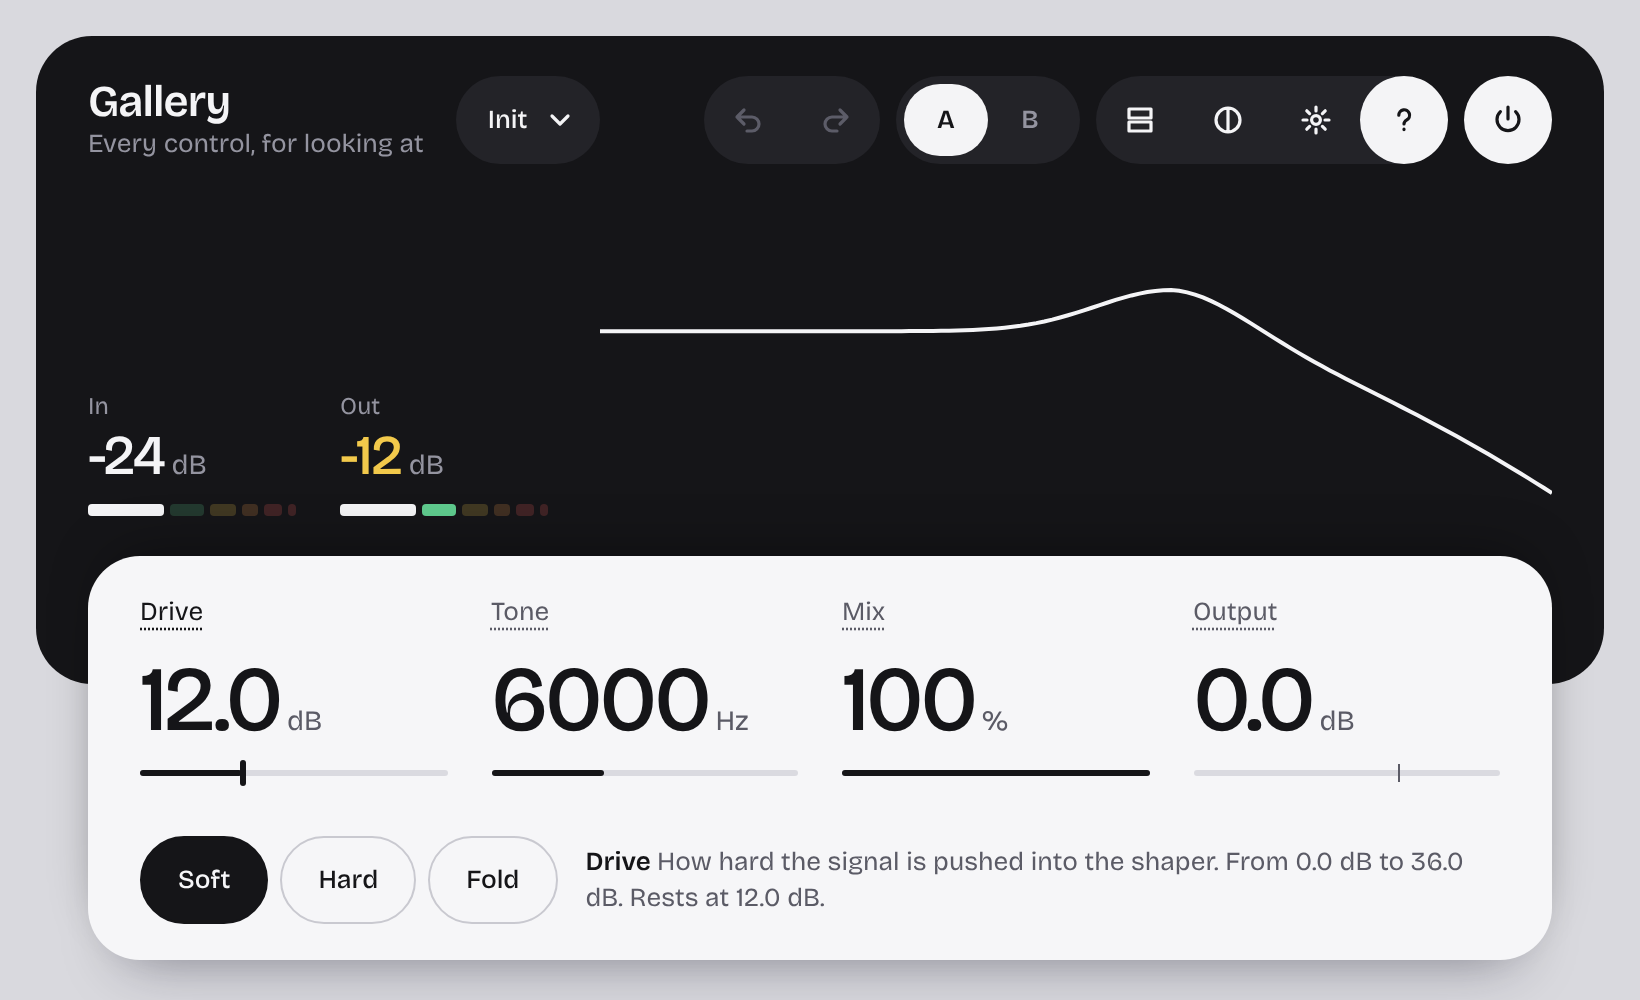 Gallery
Every control, for looking at
Init
A
B
?
In
-24 dB
Out
-12 dB
Drive
12.0 dB
Tone
6000 Hz
Mix
100 %
Output
0.0 dB
Soft
Hard
Fold
Drive How hard the signal is pushed into the shaper. From 0.0 dB to 36.0
dB. Rests at 12.0 dB.